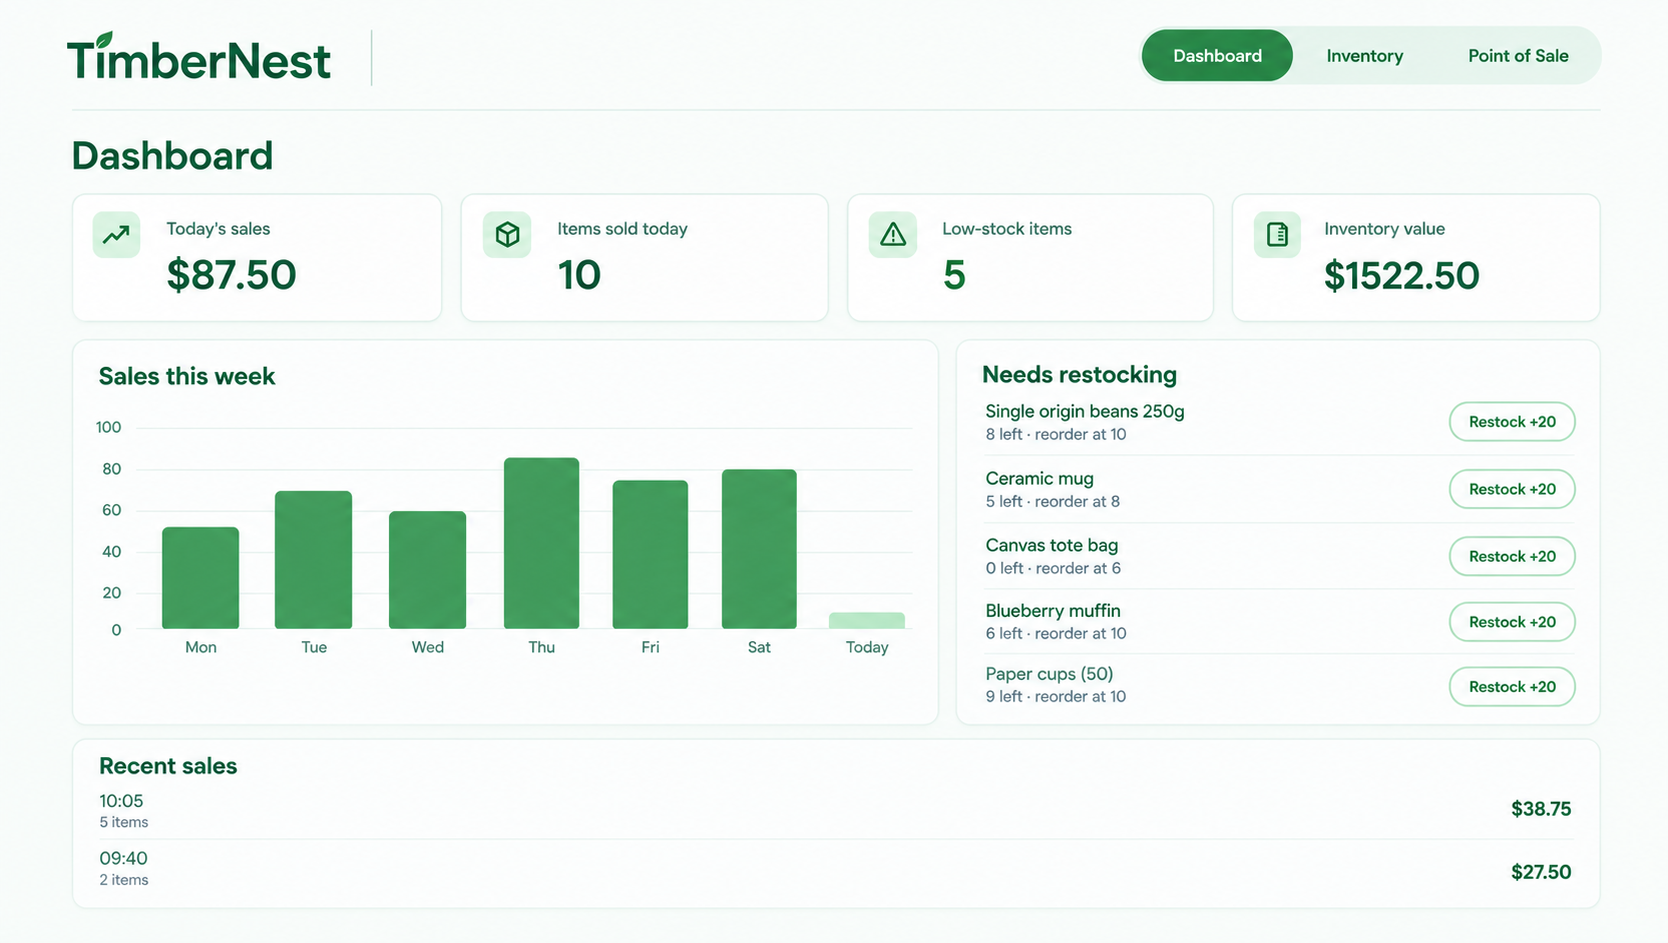 TimberNest
Dashboard
Inventory
Point of Sale
Dashboard
Today's sales
$87.50
Items sold today
10
Low-stock items
5
Inventory value
$1522.50
Sales this week
100
80
60
40
20
0
Mon Tue Wed Thu Fri Sat Today
Needs restocking
Single origin beans 250g
8 left · reorder at 10
Restock +20
Ceramic mug
5 left · reorder at 8
Restock +20
Canvas tote bag
0 left · reorder at 6
Restock +20
Blueberry muffin
6 left · reorder at 10
Restock +20
Paper cups (50)
9 left · reorder at 10
Restock +20
Recent sales
10:05
5 items
$38.75
09:40
2 items
$27.50